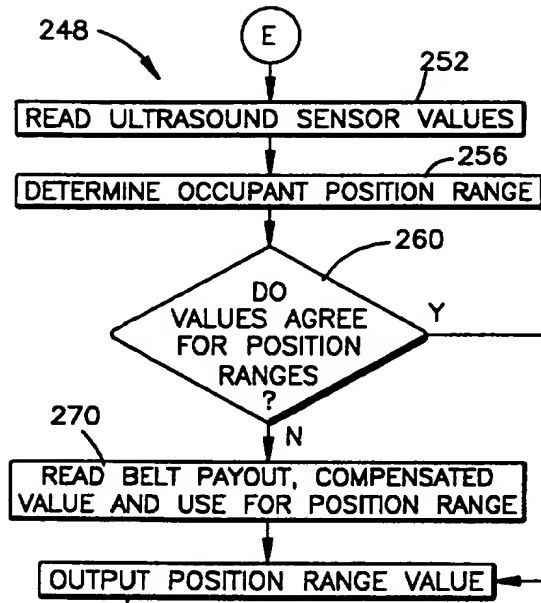 248
E
252
READ ULTRASOUND SENSOR VALUES
256
DETERMINE OCCUPANT POSITION RANGE
260
DO
VALUES AGREE
FOR POSITION
RANGES
?
Y
N
270
READ BELT PAYOUT, COMPENSATED
VALUE AND USE FOR POSITION RANGE
OUTPUT POSITION RANGE VALUE